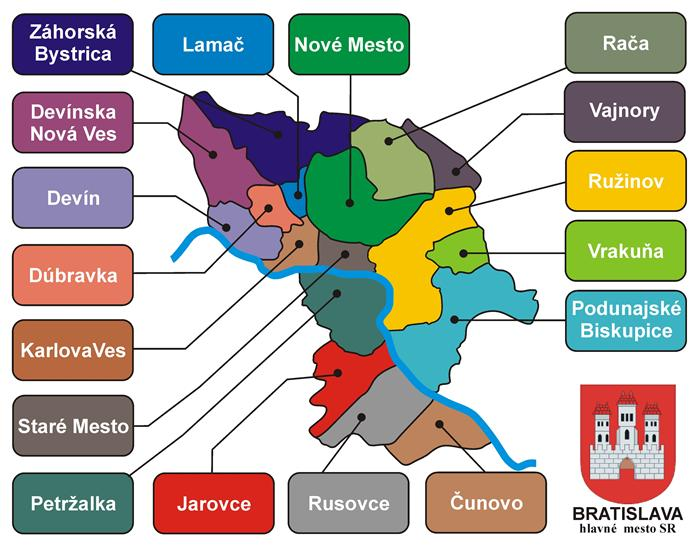 Záhorská
Bystrica
Lamač
Nové Mesto
Rača
Devínska
Nová Ves
Vajnory
Devín
Ružinov
Dúbravka
Vrakuňa
KarlovaVes
Podunajské
Biskupice
Staré Mesto
Petržalka
Jarovce
Rusovce
Čunovo
BRATISLAVA
hlavné mesto SR